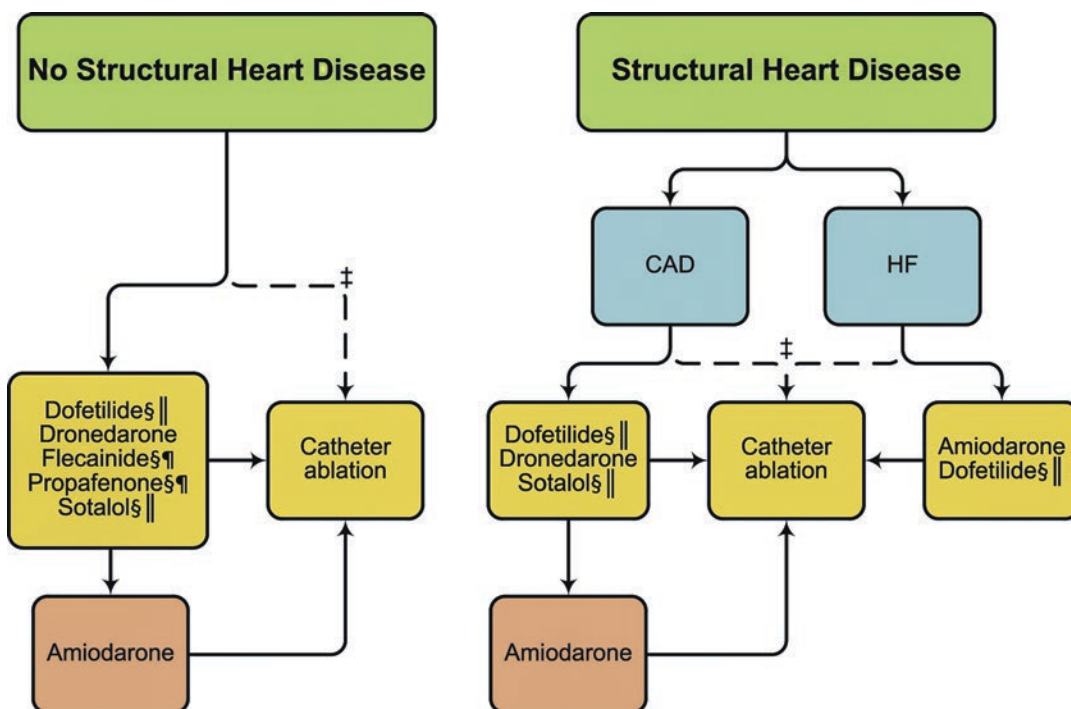 No Structural Heart Disease
‡
Dofetilide§‖
Dronedarone
Flecainide§¶
Propafenone§¶
Sotalol§‖
Catheter
ablation
Amiodarone
Structural Heart Disease
CAD
HF
‡
Dofetilide§‖
Dronedarone
Sotalol§‖
Catheter
ablation
Amiodarone
Dofetilide§‖
Amiodarone